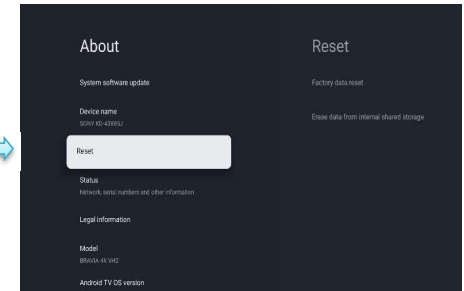 About
System software update
Device name
SONY KD-43X85J
Reset
Status
Network, serial numbers and other information
Legal information
Model
BRAVIA 4K VH2
Android TV OS version
Reset
Factory data reset
Erase data from internal shared storage